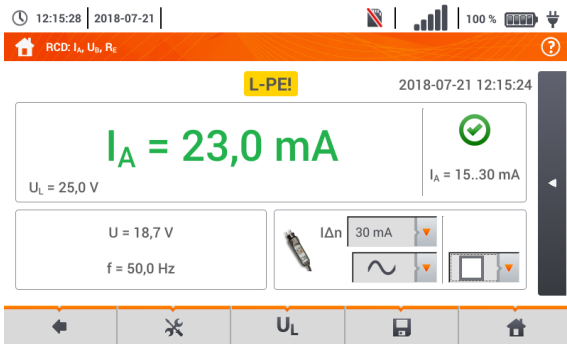 12:15:28 2018-07-21 100 %
RCD: IA, UB, RE ?
L-PE! 2018-07-21 12:15:24
IA = 23,0 mA
IA = 15..30 mA
UL = 25,0 V
U = 18,7 V
f = 50,0 Hz
IΔn 30 mA
UL